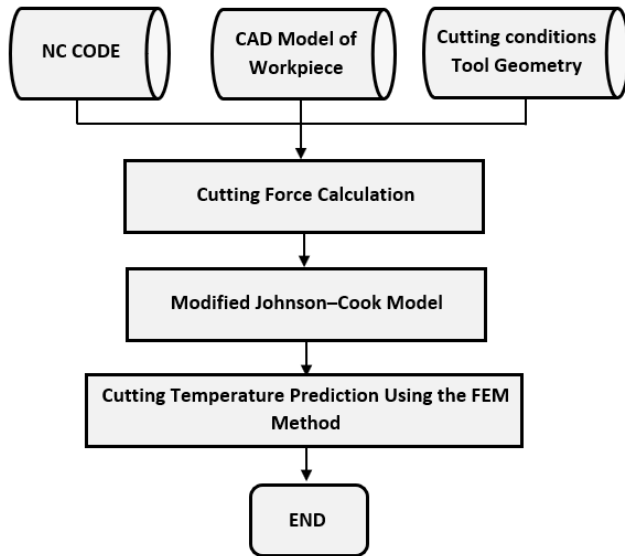 NC CODE
CAD Model of
Workpiece
Cutting conditions
Tool Geometry
Cutting Force Calculation
Modified Johnson–Cook Model
Cutting Temperature Prediction Using the FEM
Method
END